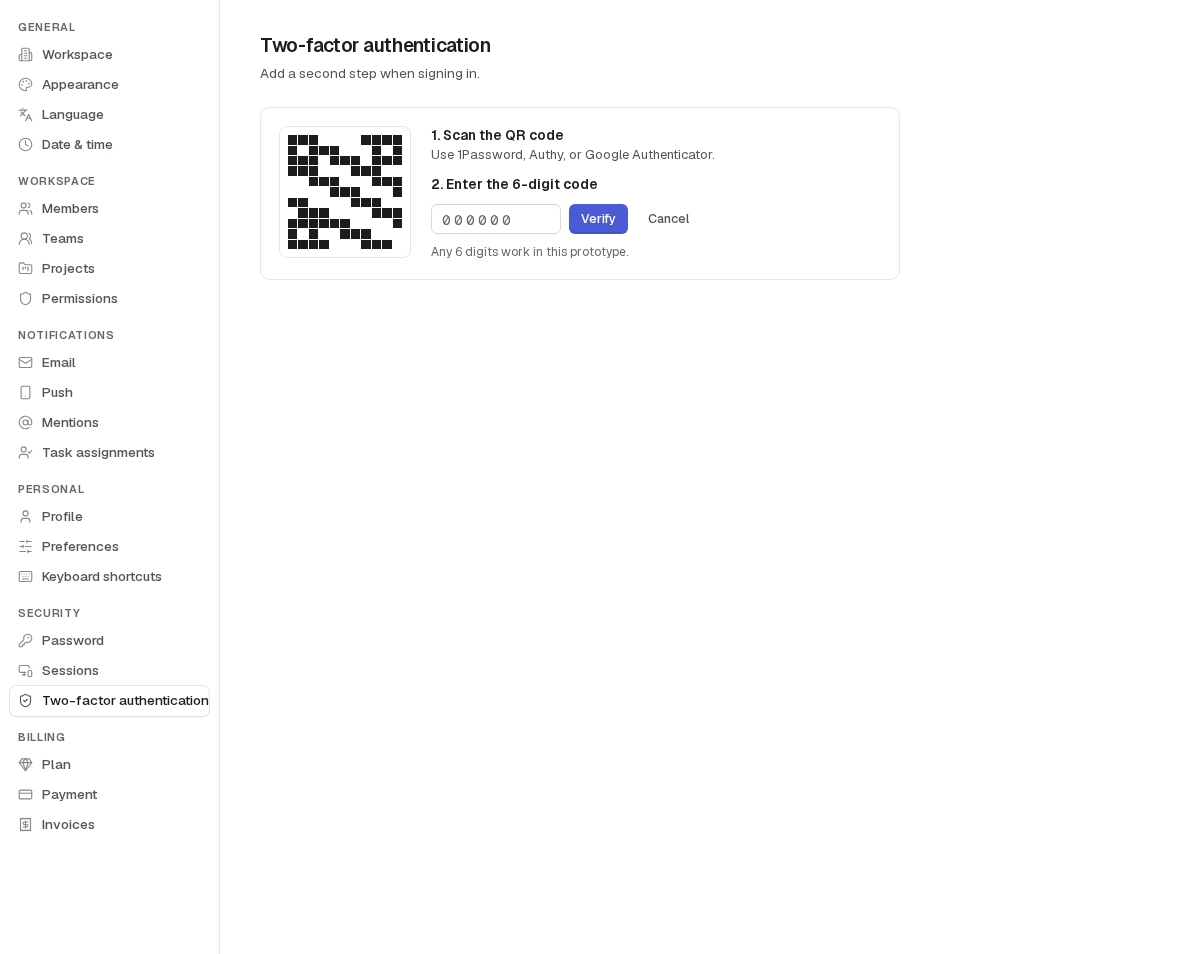 GENERAL
Workspace
Appearance
Language
Date & time
WORKSPACE
Members
Teams
Projects
Permissions
NOTIFICATIONS
Email
Push
Mentions
Task assignments
PERSONAL
Profile
Preferences
Keyboard shortcuts
SECURITY
Password
Sessions
Two-factor authentication
BILLING
Plan
Payment
Invoices
Two-factor authentication
Add a second step when signing in.
1. Scan the QR code
Use 1Password, Authy, or Google Authenticator.
2. Enter the 6-digit code
000000 Verify Cancel
Any 6 digits work in this prototype.